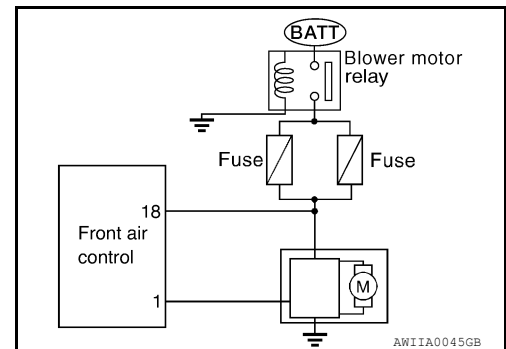 BATT
Blower motor
relay
Fuse
Fuse
18
Front air
control
1
M
AWIIA0045GB